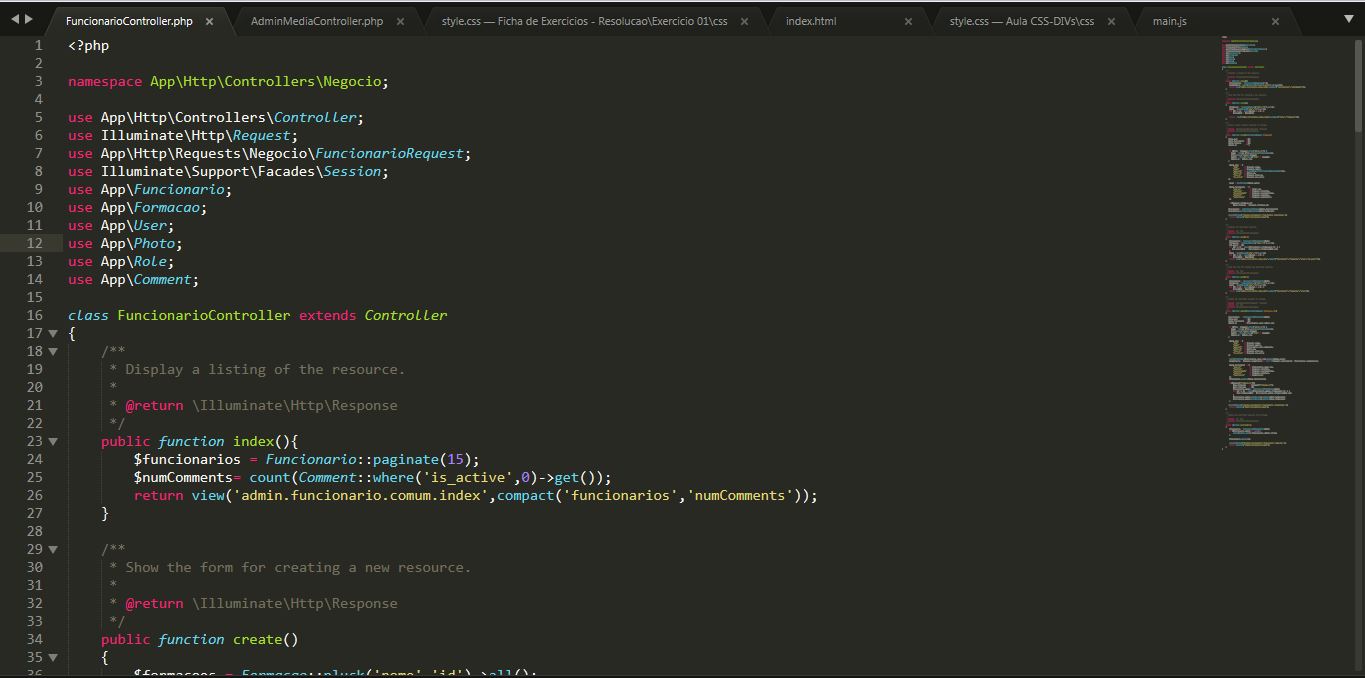 FuncionarioController.php × AdminMediaController.php × style.css — Ficha de Exercicios - Resolucao\Exercicio 01\css × index.html × style.css — Aula CSS-DIVs\css × main.js ×
1 <?php
2
3 namespace App\Http\Controllers\Negocio;
4
5 use App\Http\Controllers\Controller;
6 use Illuminate\Http\Request;
7 use App\Http\Requests\Negocio\FuncionarioRequest;
8 use Illuminate\Support\Facades\Session;
9 use App\Funcionario;
10 use App\Formacao;
11 use App\User;
12 use App\Photo;
13 use App\Role;
14 use App\Comment;
15
16 class FuncionarioController extends Controller
17 {
18 /**
19 * Display a listing of the resource.
20 *
21 * @return \Illuminate\Http\Response
22 */
23 public function index(){
24 $funcionarios = Funcionario::paginate(15);
25 $numComments= count(Comment::where('is_active',0)->get());
26 return view('admin.funcionario.comum.index',compact('funcionarios','numComments'));
27 }
28
29 /**
30 * Show the form for creating a new resource.
31 *
32 * @return \Illuminate\Http\Response
33 */
34 public function create()
35 {
36 $formacoes = Formacao::pluck('nome','id')->all();